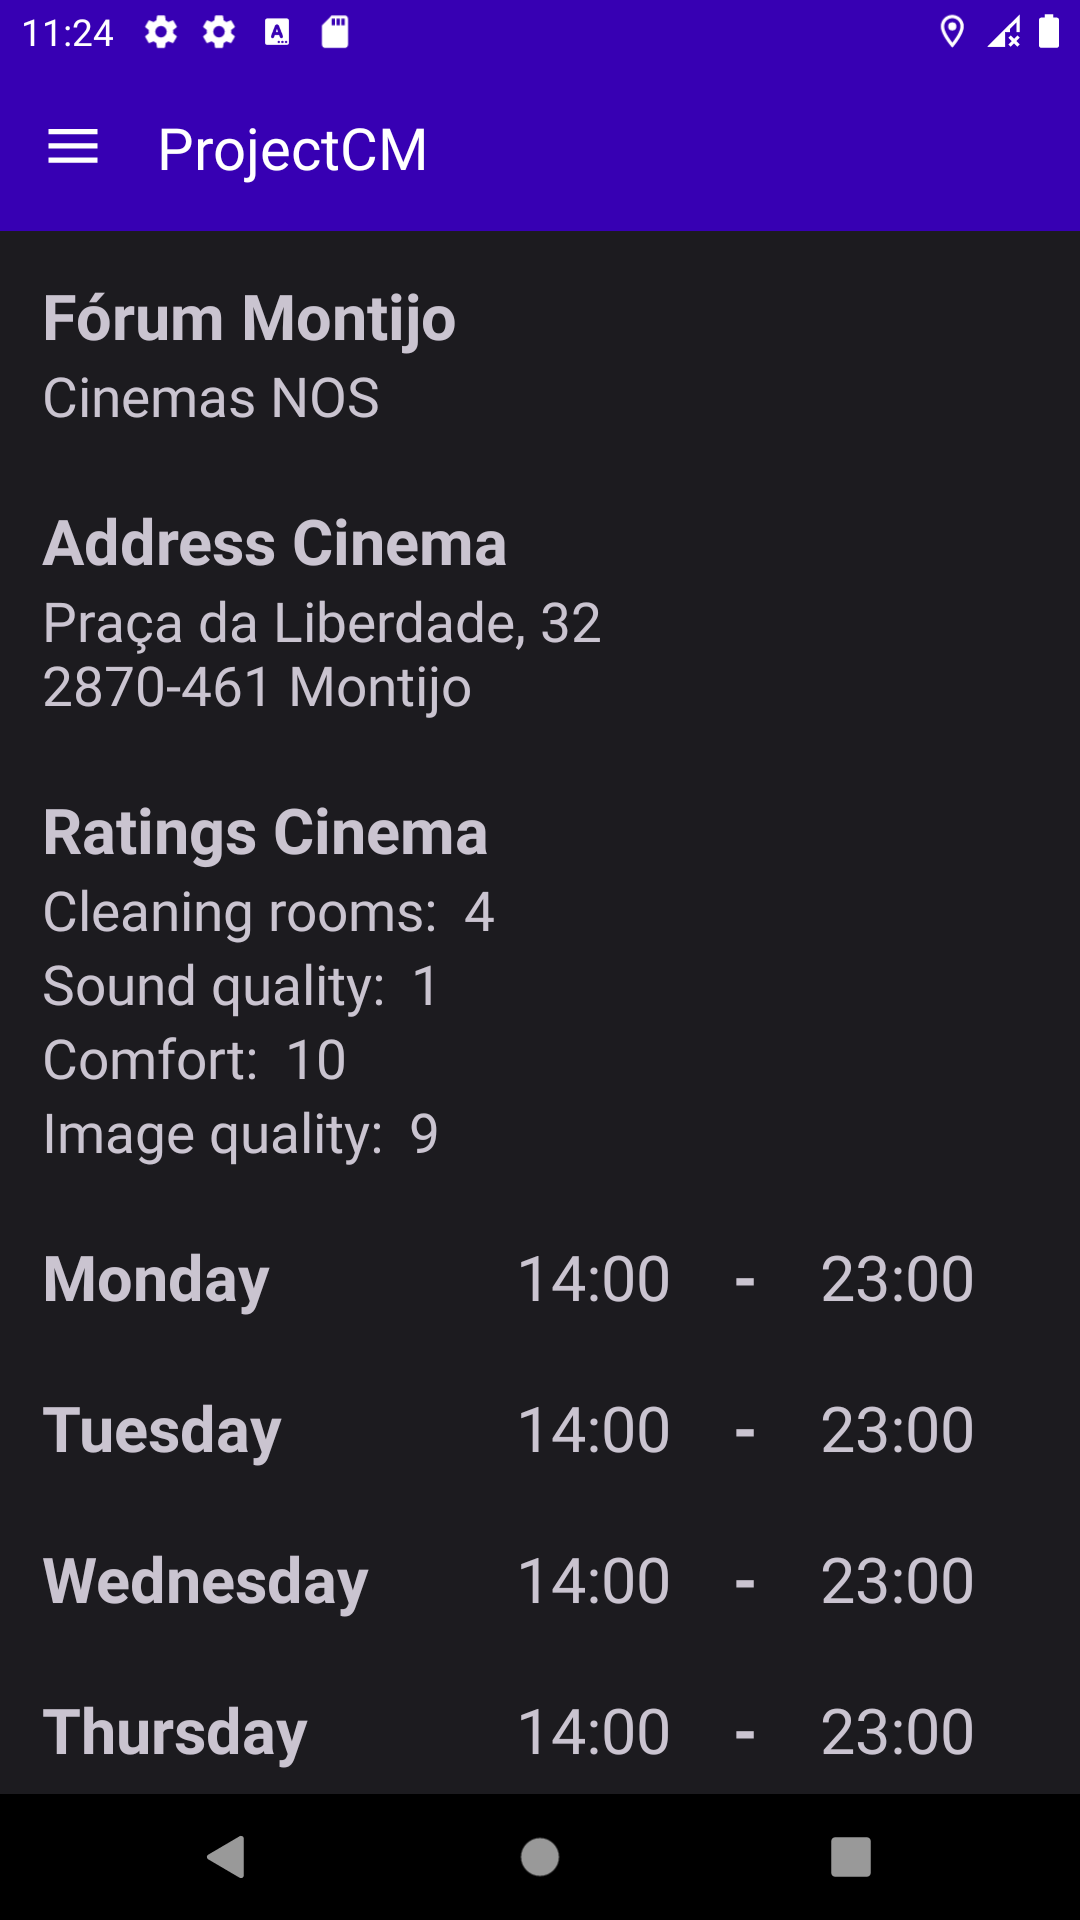 11:24
ProjectCM
Fórum Montijo
Cinemas NOS
Address Cinema
Praça da Liberdade, 32
2870-461 Montijo
Ratings Cinema
Cleaning rooms: 4
Sound quality: 1
Comfort: 10
Image quality: 9
Monday 14:00 - 23:00
Tuesday 14:00 - 23:00
Wednesday 14:00 - 23:00
Thursday 14:00 - 23:00